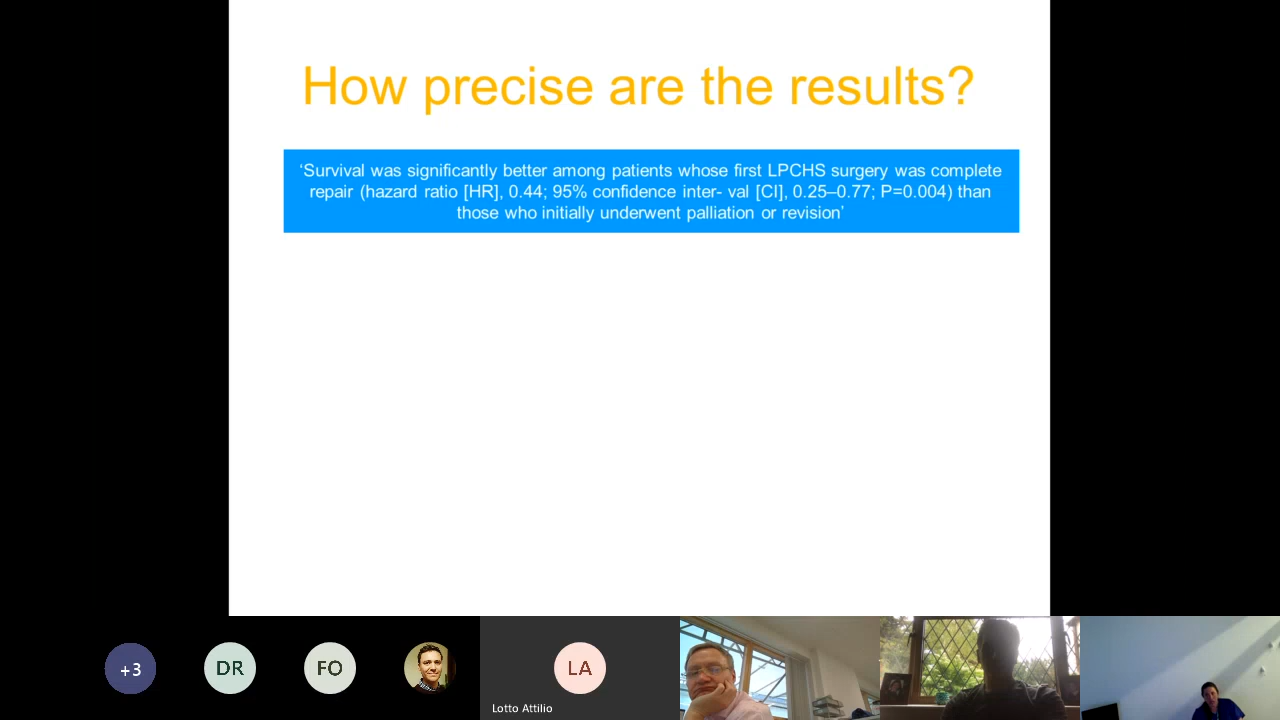 How precise are the results?
‘Survival was significantly better among patients whose first LPCHS surgery was complete
repair (hazard ratio [HR], 0.44; 95% confidence inter- val [CI], 0.25–0.77; P=0.004) than
those who initially underwent palliation or revision’
+3
DR
FO
LA
Lotto Attilio